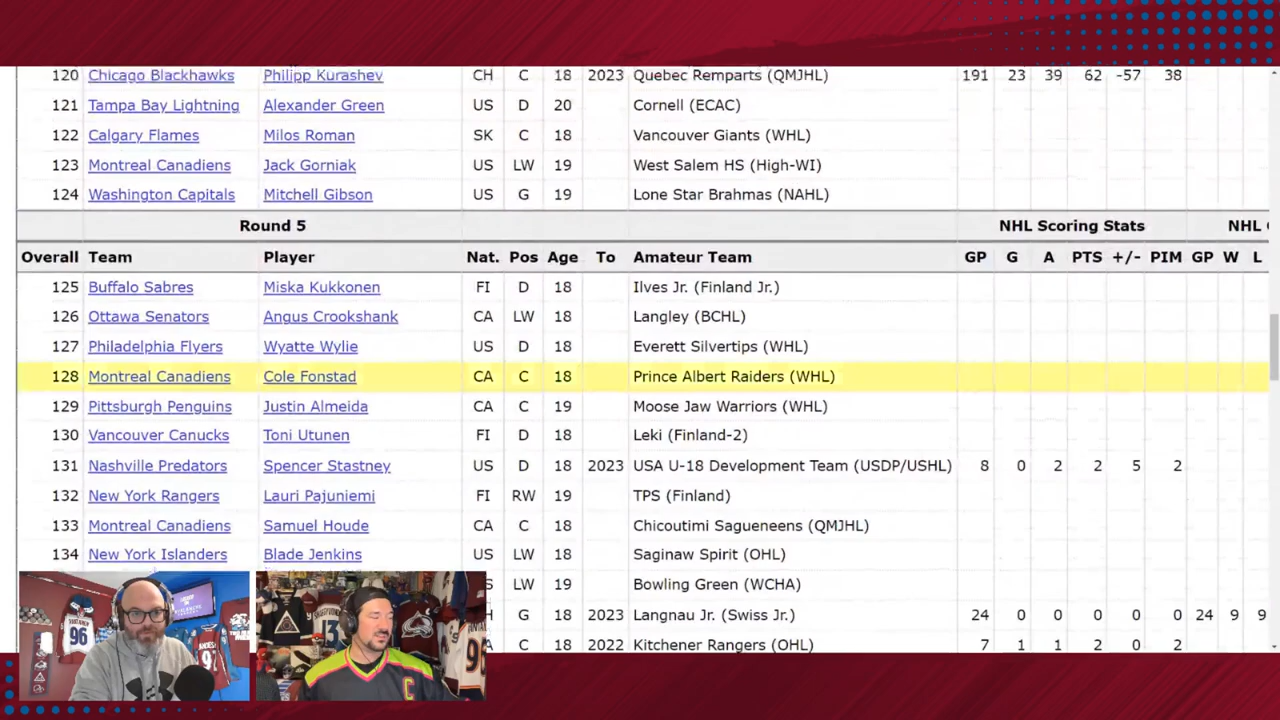 120 Chicago Blackhawks Philipp Kurashev CH C 18 2023 Quebec Remparts (QMJHL) 191 23 39 62 -57 38
121 Tampa Bay Lightning Alexander Green US D 20 Cornell (ECAC)
122 Calgary Flames Milos Roman SK C 18 Vancouver Giants (WHL)
123 Montreal Canadiens Jack Gorniak US LW 19 West Salem HS (High-WI)
124 Washington Capitals Mitchell Gibson US G 19 Lone Star Brahmas (NAHL)
Round 5 NHL Scoring Stats NHL
Overall Team Player Nat. Pos Age To Amateur Team GP G A PTS +/- PIM GP W L
125 Buffalo Sabres Miska Kukkonen FI D 18 Ilves Jr. (Finland Jr.)
126 Ottawa Senators Angus Crookshank CA LW 18 Langley (BCHL)
127 Philadelphia Flyers Wyatte Wylie US D 18 Everett Silvertips (WHL)
128 Montreal Canadiens Cole Fonstad CA C 18 Prince Albert Raiders (WHL)
129 Pittsburgh Penguins Justin Almeida CA C 19 Moose Jaw Warriors (WHL)
130 Vancouver Canucks Toni Utunen FI D 18 Leki (Finland-2)
131 Nashville Predators Spencer Stastney US D 18 2023 USA U-18 Development Team (USDP/USHL) 8 0 2 2 5 2
132 New York Rangers Lauri Pajuniemi FI RW 19 TPS (Finland)
133 Montreal Canadiens Samuel Houde CA C 18 Chicoutimi Sagueneens (QMJHL)
134 New York Islanders Blade Jenkins US LW 18 Saginaw Spirit (OHL)
LW 19 Bowling Green (WCHA)
G 18 2023 Langnau Jr. (Swiss Jr.) 24 0 0 0 0 0 24 9 9
C 18 2022 Kitchener Rangers (OHL) 7 1 1 2 0 2
96
13
C